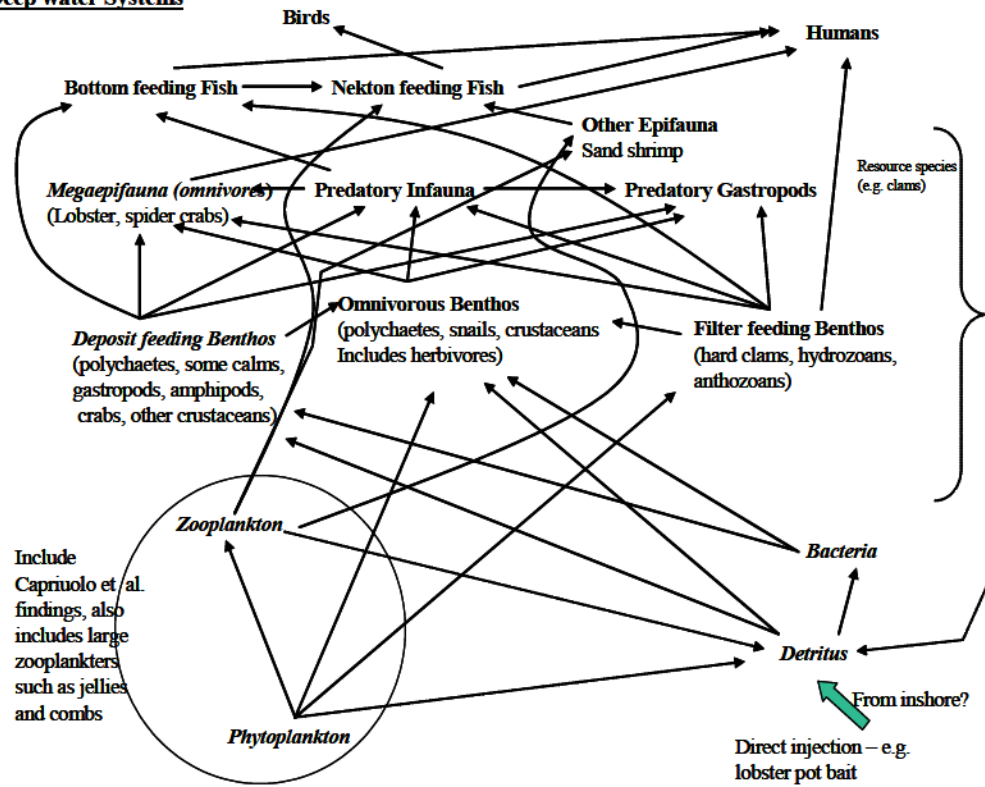 Deep water Systems
Birds
Humans
Bottom feeding Fish
Nekton feeding Fish
Other Epifauna
Sand shrimp
Resource species
(e.g. clams)
Megaepifauna (omnivores)
(Lobster, spider crabs)
Predatory Infauna
Predatory Gastropods
Omnivorous Benthos
(polychaetes, snails, crustaceans
Includes herbivores)
Deposit feeding Benthos
(polychaetes, some calms,
gastropods, amphipods,
crabs, other crustaceans)
Filter feeding Benthos
(hard clams, hydrozoans,
anthozoans)
Zooplankton
Bacteria
Include
Capriuolo et al.
findings, also
includes large
zooplankters
such as jellies
and combs
Detritus
From inshore?
Phytoplankton
Direct injection – e.g.
lobster pot bait